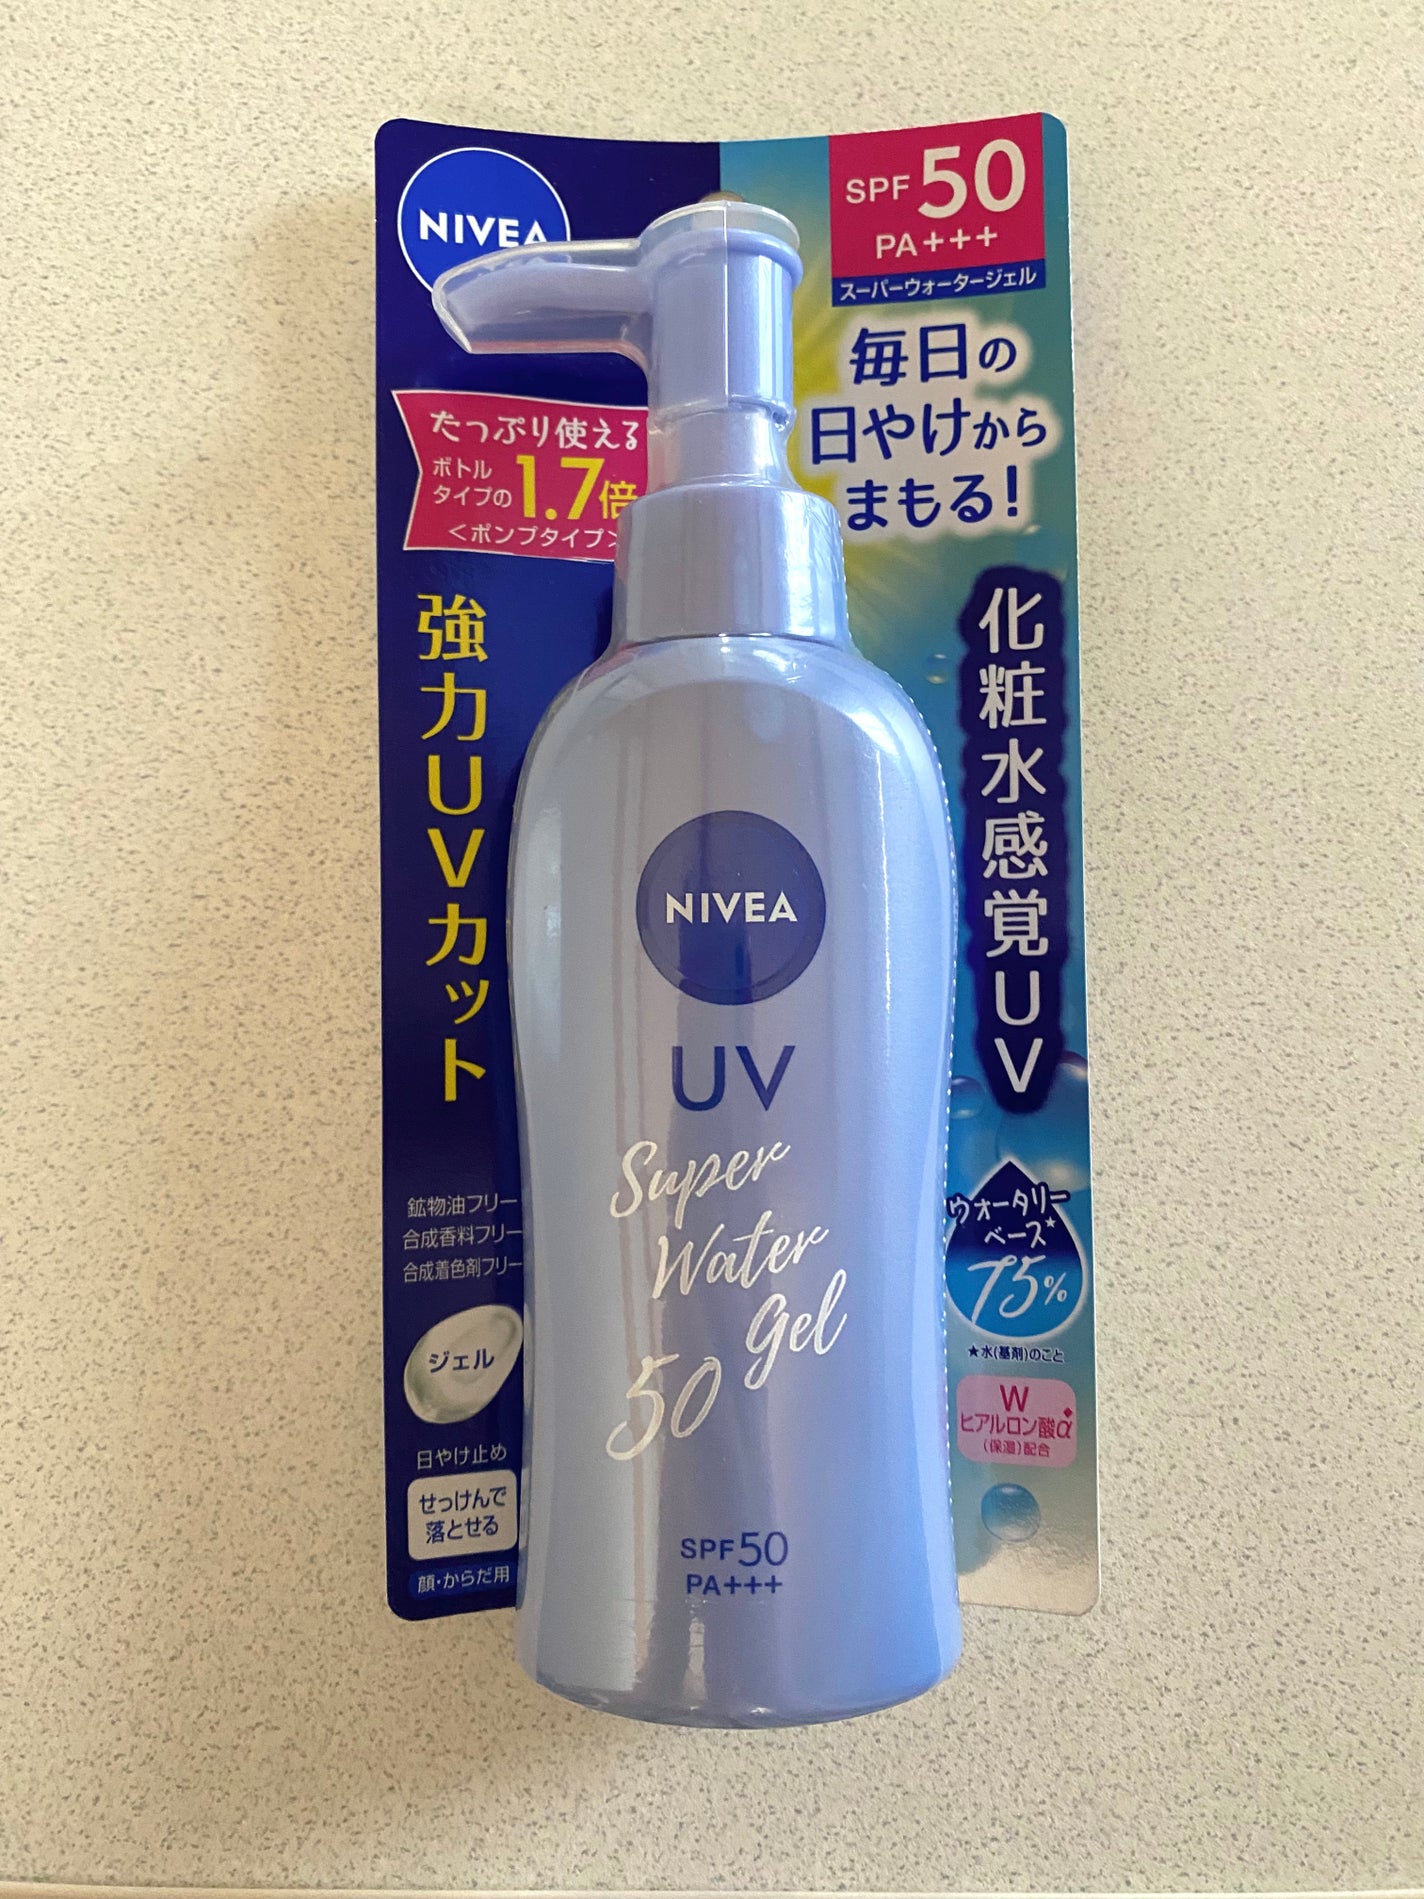 NIVEA
SPF 50
PA+++
スーパーウォータージェル
毎日の
日やけから
まもる!
たっぷり使える
ボトル
タイプの1.7倍
<ポンプタイプ>
強力UVカット
化粧水感覚UV
NIVEA
UV
Super
Water
Gel
50
SPF50
PA+++
鉱物油フリー
合成香料フリー
合成着色剤フリー
ジェル
日やけ止め
せっけんで
落とせる
顔・からだ用
ウォータリー
ベース★
75%
★水(基剤)のこと
W
ヒアルロン酸α◆
(保湿)配合